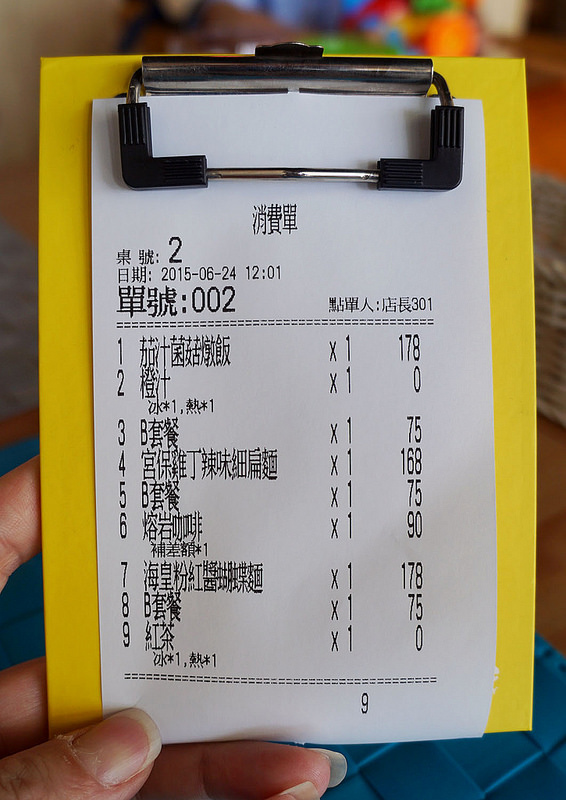 消費單
桌 號: 2
日期: 2015-06-24 12:01
單號:002 點單人:店長301
1 茄汁菌菇燉飯 x 1 178
2 橙汁 x 1 0
冰*1,熱*1
3 B套餐 x 1 75
4 宮保雞丁辣味細扁麵 x 1 168
5 B套餐 x 1 75
6 熔岩咖啡 x 1 90
補差額*1
7 海皇粉紅醬蝴蝶麵 x 1 178
8 B套餐 x 1 75
9 紅茶 x 1 0
冰*1,熱*1
9